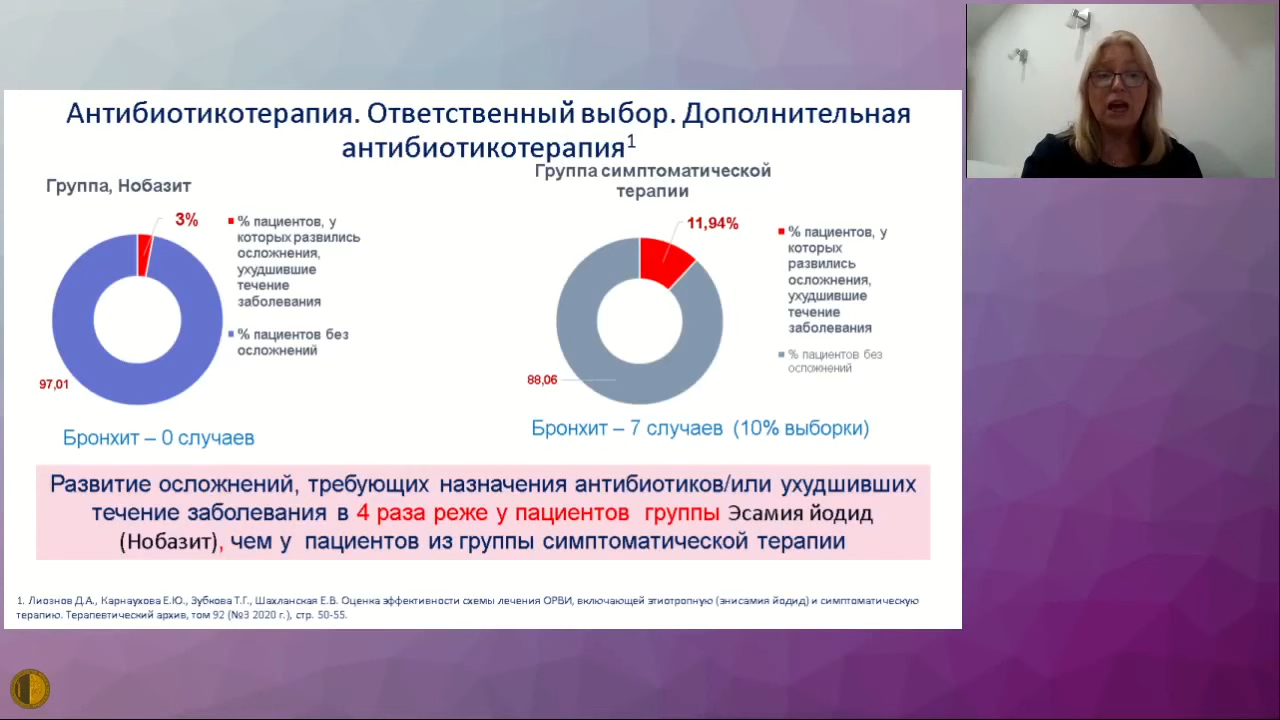 Антибиотикотерапия. Ответственный выбор. Дополнительная
антибиотикотерапия1
Группа, Нобазит
3%
% пациентов, у
которых развились
осложнения,
ухудшившие
течение
заболевания
% пациентов без
осложнений
97,01
Бронхит – 0 случаев
Группа симптоматической
терапии
11,94%
% пациентов, у
которых
развились
осложнения,
ухудшившие
течение
заболевания
% пациентов без
осложнений
88,06
Бронхит – 7 случаев (10% выборки)
Развитие осложнений, требующих назначения антибиотиков/или ухудшивших
течение заболевания в 4 раза реже у пациентов группы Эсамия йодид
(Нобазит), чем у пациентов из группы симптоматической терапии
1. Лиознов Д.А., Карнаухова Е.Ю., Зубкова Т.Г., Шахланская Е.В. Оценка эффективности схемы лечения ОРВИ, включающей этиотропную (энисамия йодид) и симптоматическую
терапию. Терапевтический архив, том 92 (№3 2020 г.), стр. 50-55.